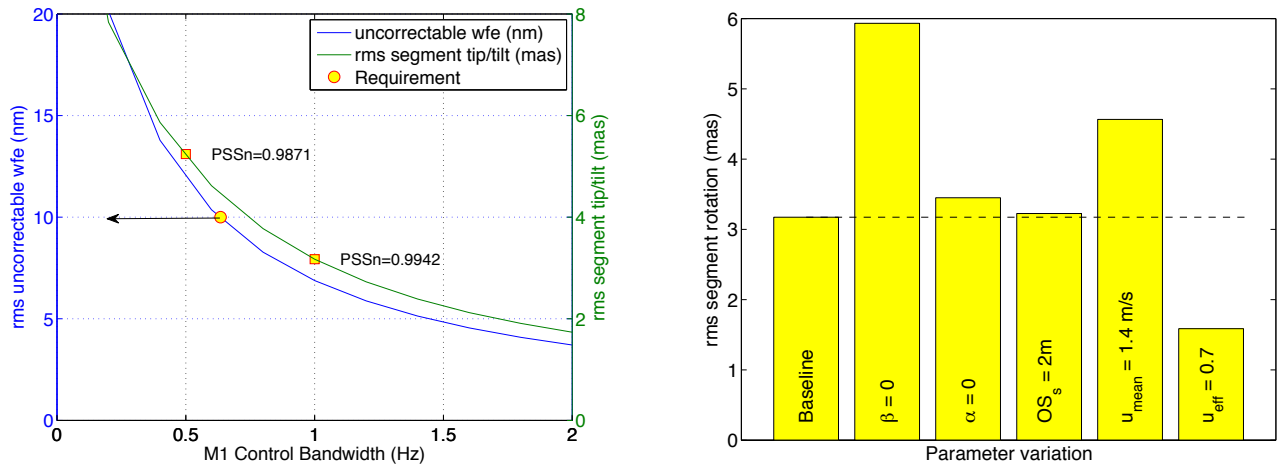 20
15
10
5
0
rms uncorrectable wfe (nm)
uncorrectable wfe (nm)
rms segment tip/tilt (mas)
Requirement
PSSn=0.9871
PSSn=0.9942
8
6
4
2
0
rms segment tip/tilt (mas)
0
0.5
1
1.5
2
M1 Control Bandwidth (Hz)
6
5
4
3
2
1
0
rms segment rotation (mas)
Baseline
β = 0
α = 0
OS_s = 2m
u_mean = 1.4 m/s
u_eff = 0.7
Parameter variation